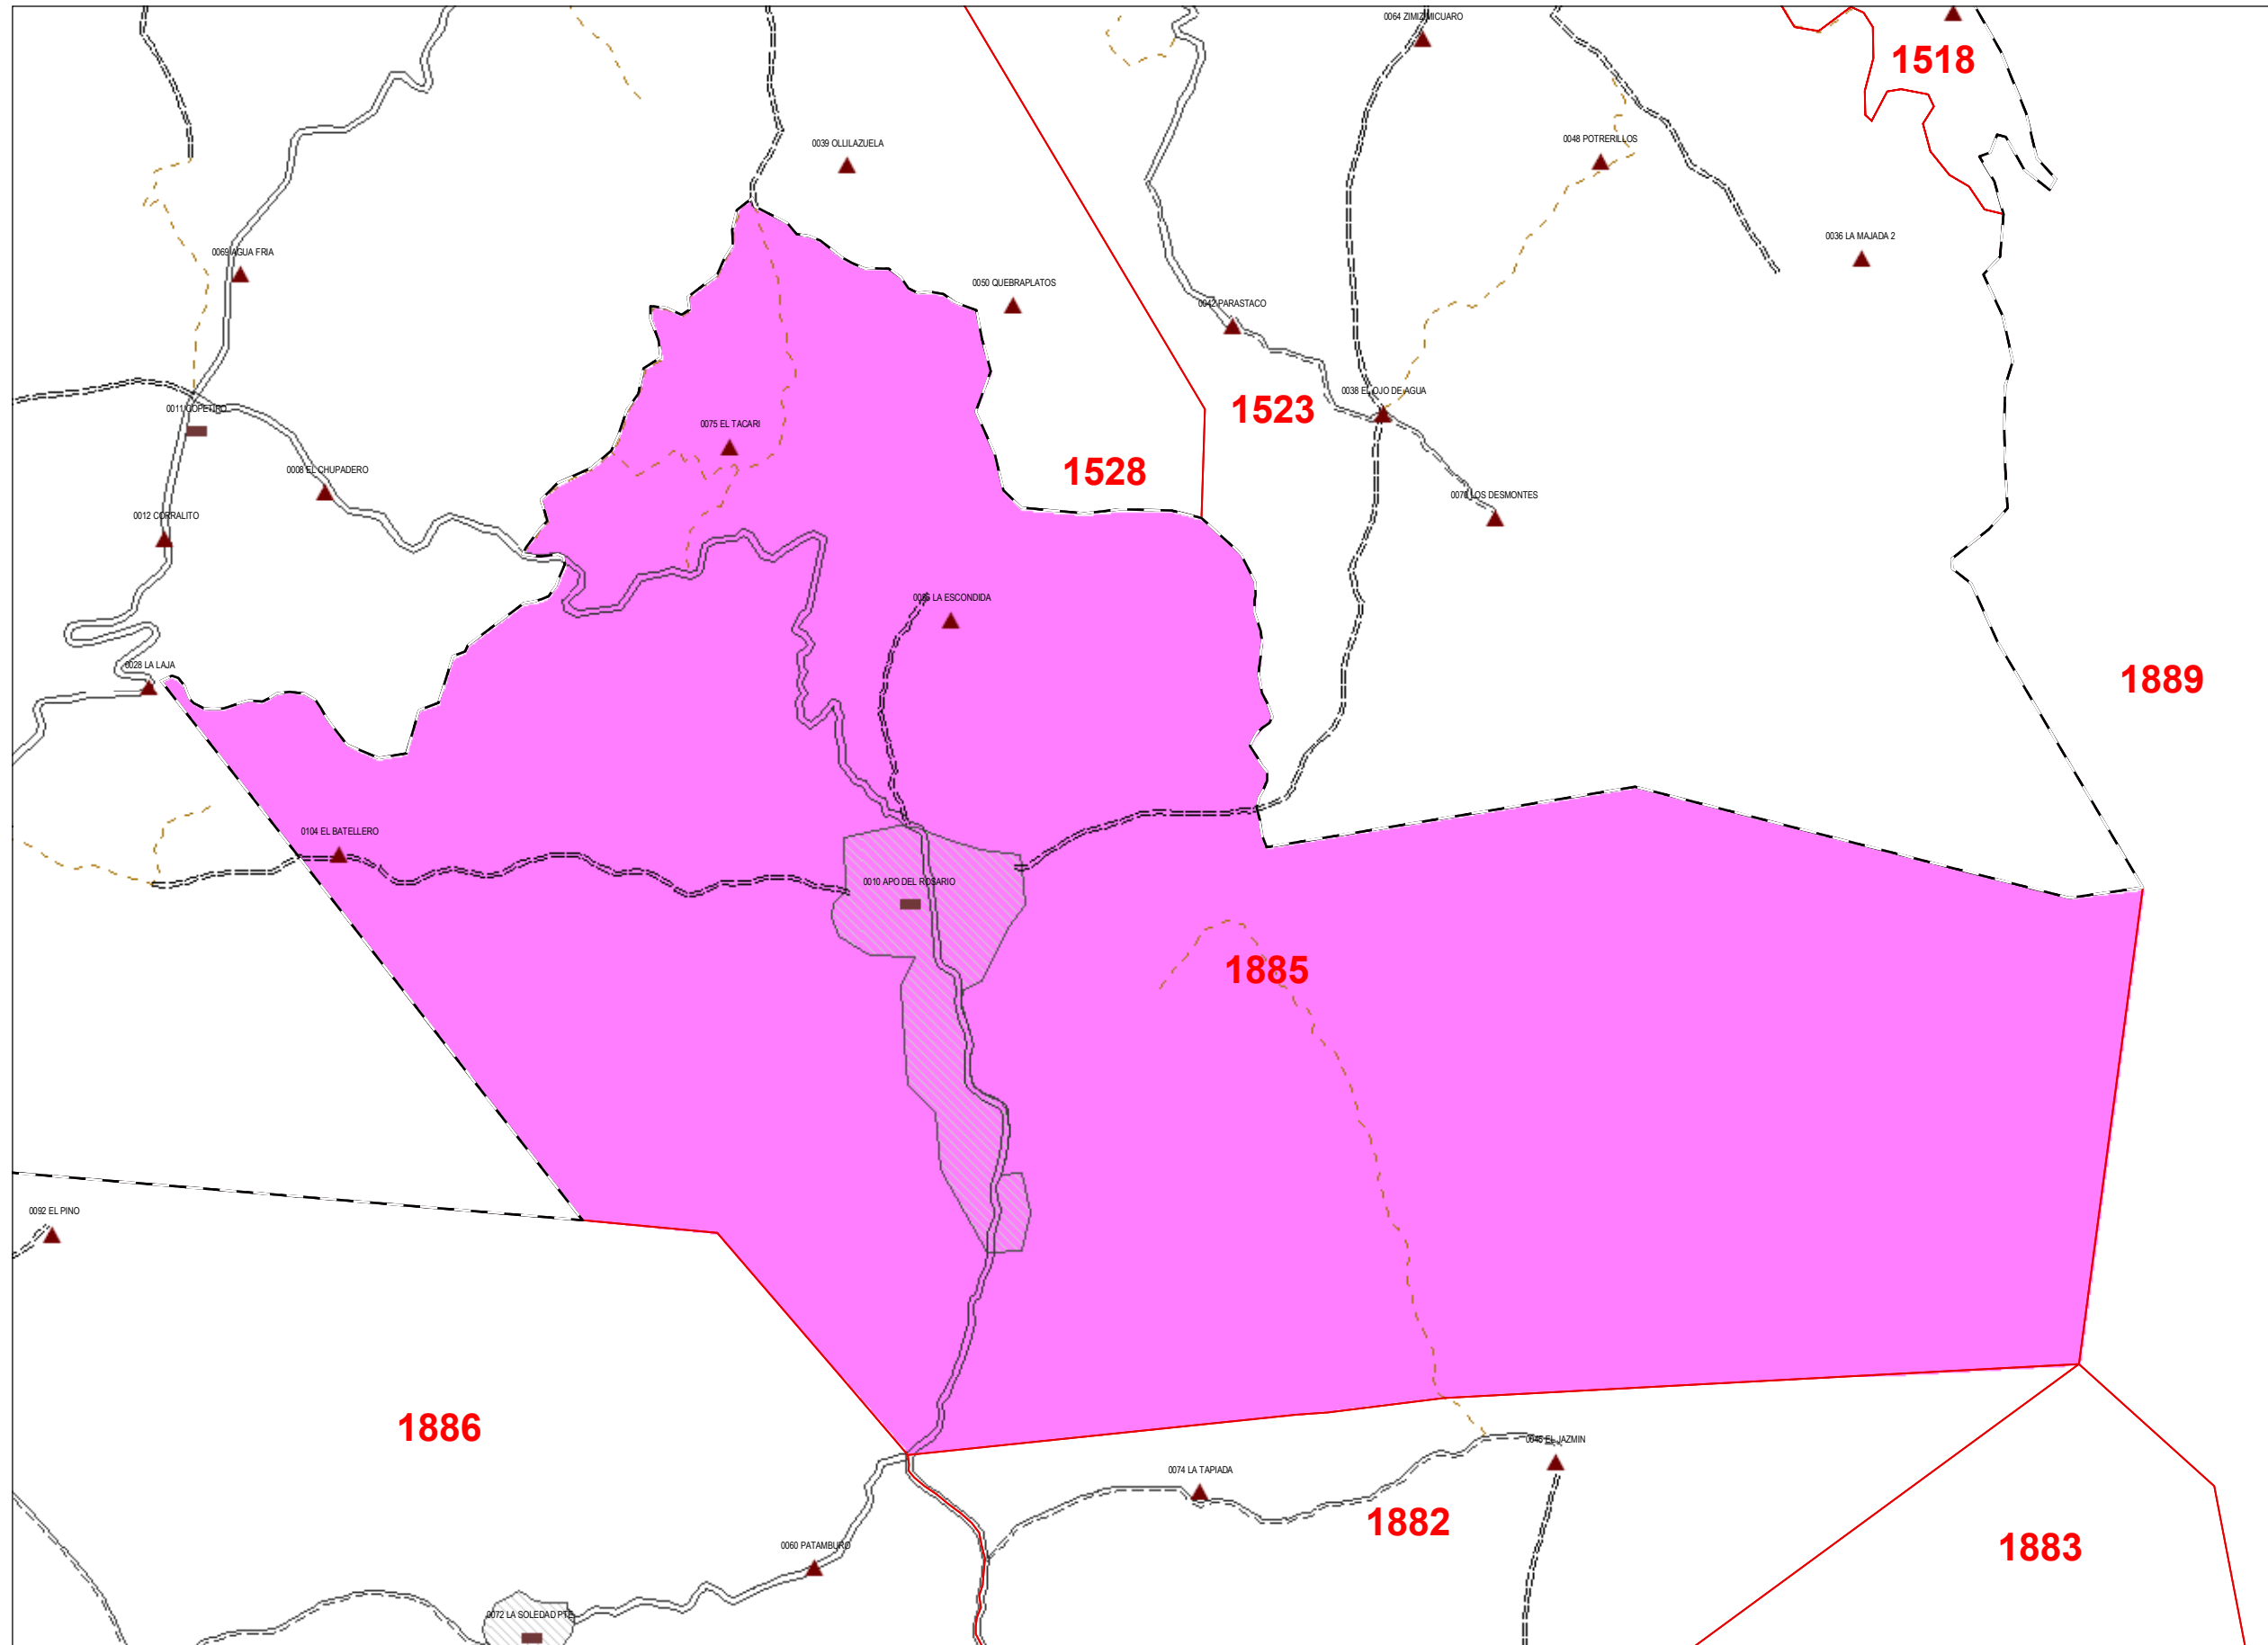 0064 ZIMIZMICUARO
1518
0039 OLLILAZUELA
0048 POTRERILLOS
0036 LA MAJADA 2
0069 AGUA FRIA
0050 QUEBRAPLATOS
0042 PARASTACO
0038 EL OJO DE AGUA
1523
0011 COPETIRO
0075 EL TACARI
1528
0008 EL CHUPADERO
LOS DESMONTES
0012 CORRALITO
LA ESCONDIDA
0028 LA LAJA
1889
0104 EL BATELLERO
0010 APO DEL ROSARIO
1885
0092 EL PINO
1886
EL JAZMIN
0074 LA TAPIADA
1882
0060 PATAMBURO
1883
0072 LA SOLEDAD PTE.